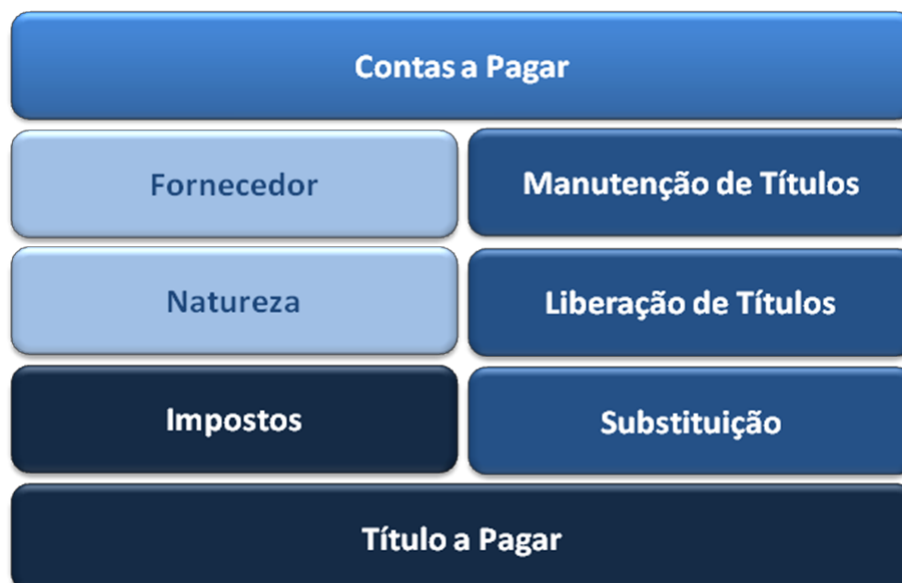 Contas a Pagar
Fornecedor
Manutenção de Títulos
Natureza
Liberação de Títulos
Impostos
Substituição
Título a Pagar